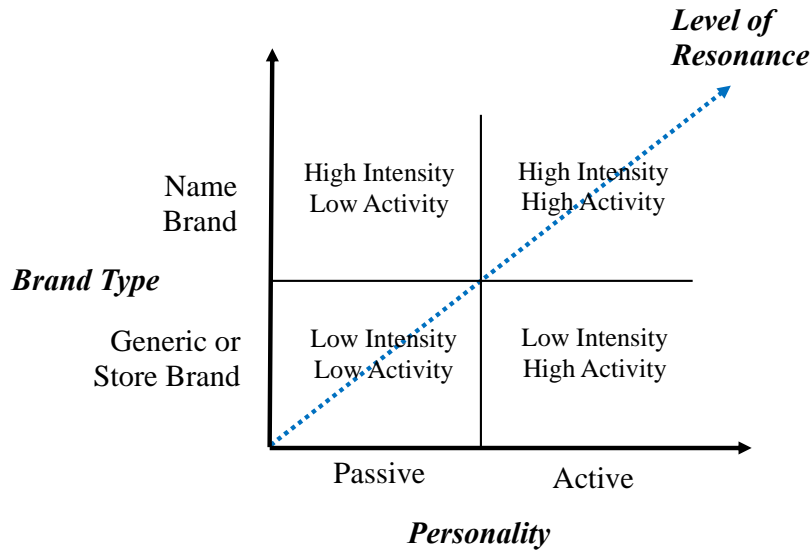 Level of
Resonance
Name
Brand
High Intensity
Low Activity
High Intensity
High Activity
Brand Type
Generic or
Store Brand
Low Intensity
Low Activity
Low Intensity
High Activity
Passive
Active
Personality